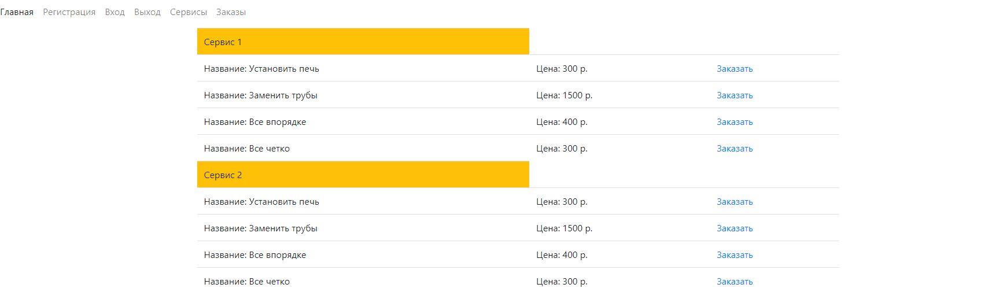 Главная Регистрация Вход Выход Сервисы Заказы
Сервис 1
Название: Установить печь Цена: 300 р. Заказать
Название: Заменить трубы Цена: 1500 р. Заказать
Название: Все впорядке Цена: 400 р. Заказать
Название: Все четко Цена: 300 р. Заказать
Сервис 2
Название: Установить печь Цена: 300 р. Заказать
Название: Заменить трубы Цена: 1500 р. Заказать
Название: Все впорядке Цена: 400 р. Заказать
Название: Все четко Цена: 300 р. Заказать